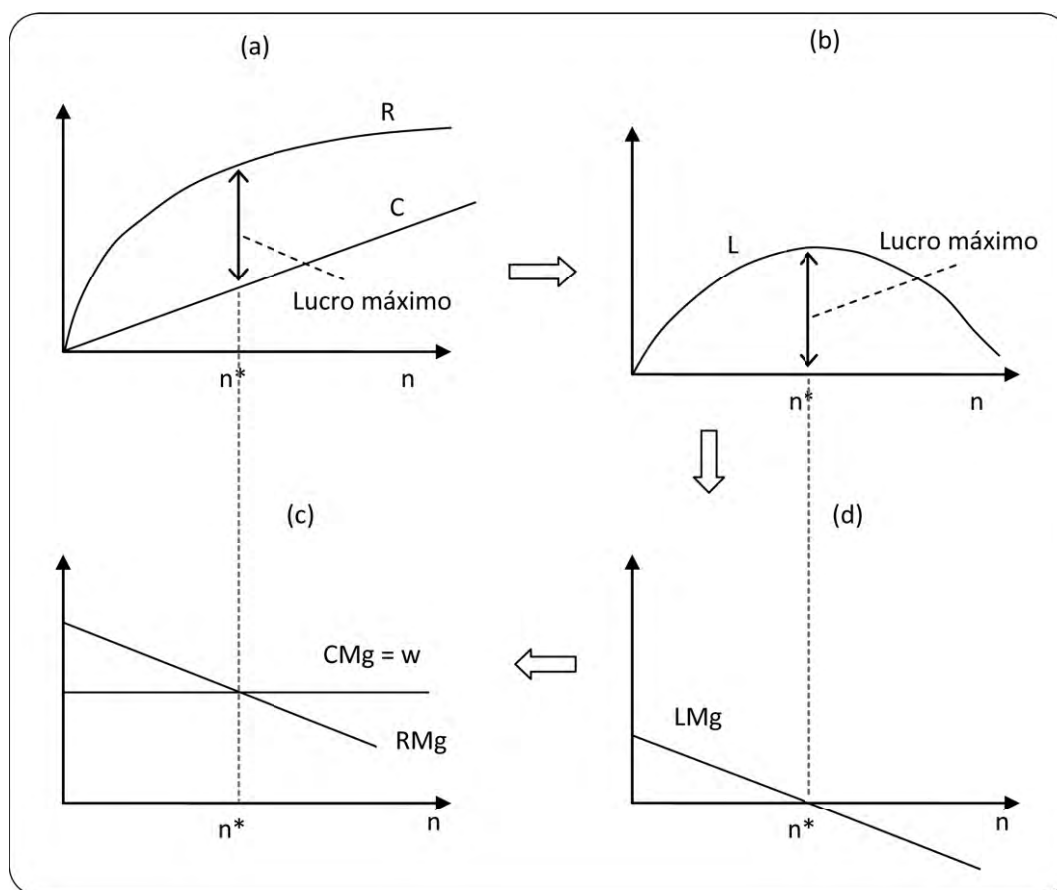 (a)
R
C
Lucro máximo
n*
n
(b)
L
Lucro máximo
n*
n
(c)
CMg = w
RMg
n*
n
(d)
LMg
n*
n